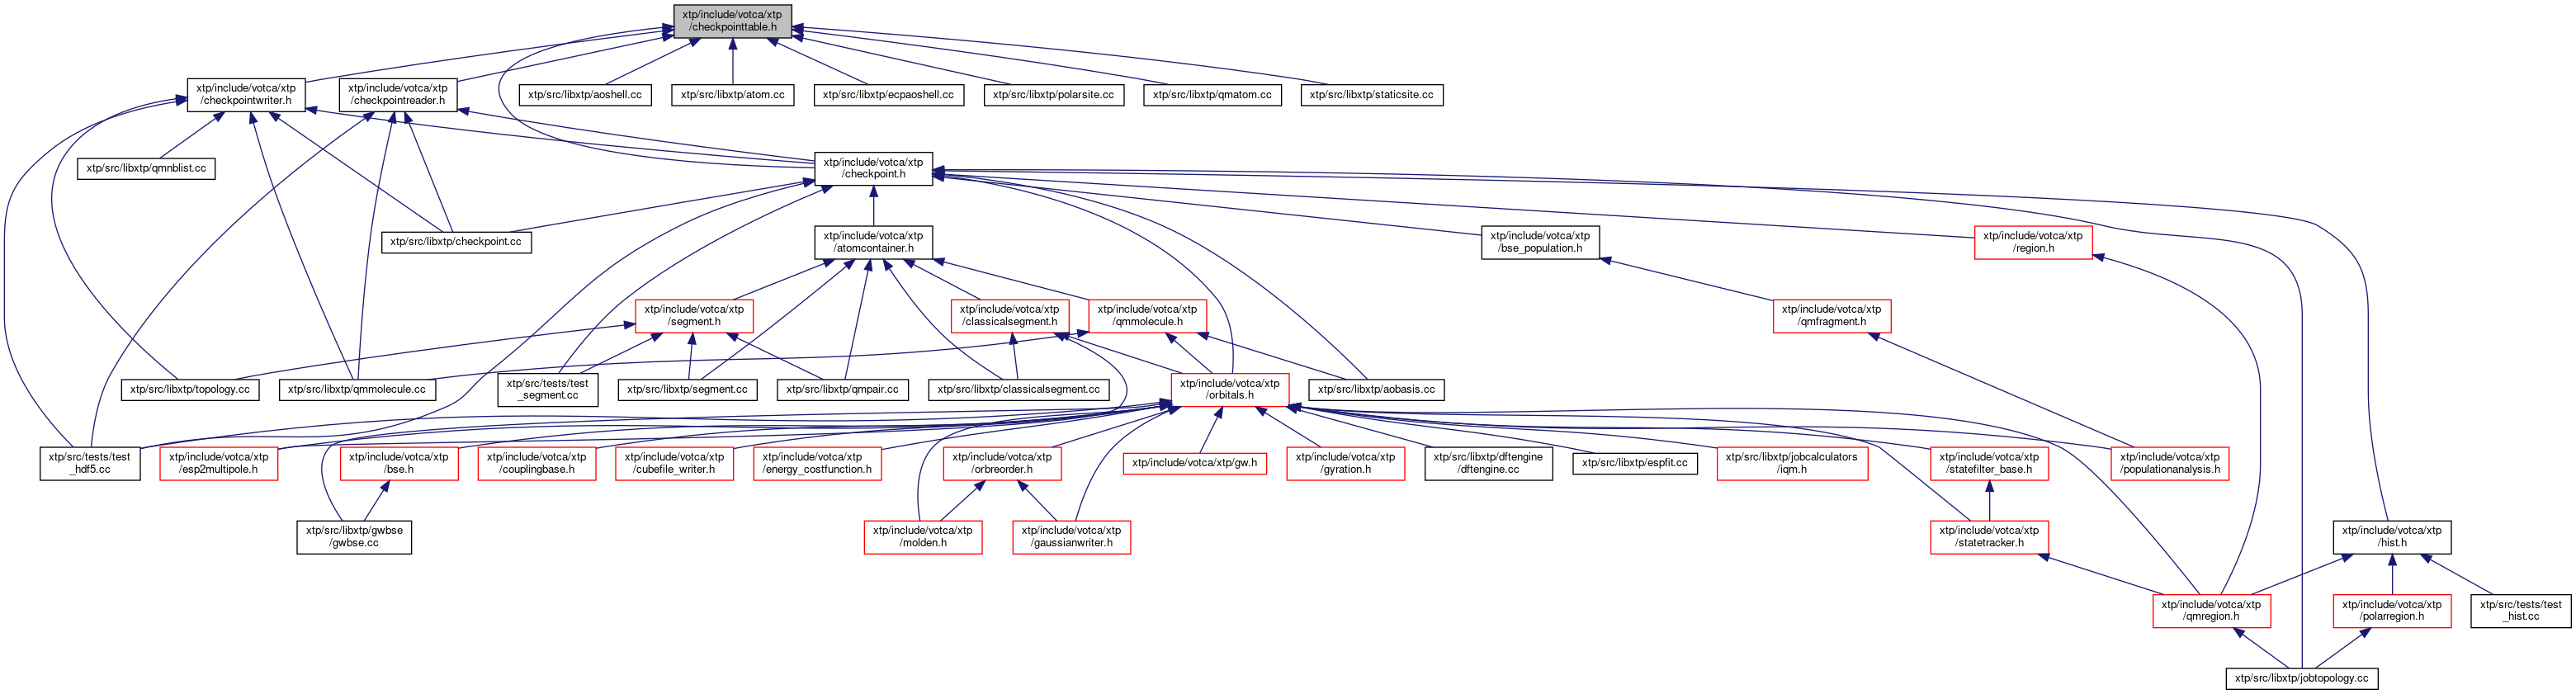 xtp/include/votca/xtp
/checkpointtable.h
xtp/include/votca/xtp
/checkpointwriter.h
xtp/include/votca/xtp
/checkpointreader.h
xtp/src/libxtp/aoshell.cc
xtp/src/libxtp/atom.cc
xtp/src/libxtp/ecpaoshell.cc
xtp/src/libxtp/polarsite.cc
xtp/src/libxtp/qmatom.cc
xtp/src/libxtp/staticsite.cc
xtp/src/libxtp/qmnblist.cc
xtp/include/votca/xtp
/checkpoint.h
xtp/src/libxtp/checkpoint.cc
xtp/include/votca/xtp
/atomcontainer.h
xtp/include/votca/xtp
/bse_population.h
xtp/include/votca/xtp
/region.h
xtp/include/votca/xtp
/segment.h
xtp/include/votca/xtp
/classicalsegment.h
xtp/include/votca/xtp
/qmmolecule.h
xtp/include/votca/xtp
/qmfragment.h
xtp/src/libxtp/topology.cc
xtp/src/libxtp/qmmolecule.cc
xtp/src/tests/test
_segment.cc
xtp/src/libxtp/segment.cc
xtp/src/libxtp/qmpair.cc
xtp/src/libxtp/classicalsegment.cc
xtp/include/votca/xtp
/orbitals.h
xtp/src/libxtp/aobasis.cc
xtp/src/tests/test
_hdf5.cc
xtp/include/votca/xtp
/esp2multipole.h
xtp/include/votca/xtp
/bse.h
xtp/include/votca/xtp
/couplingbase.h
xtp/include/votca/xtp
/cubefile_writer.h
xtp/include/votca/xtp
/energy_costfunction.h
xtp/include/votca/xtp
/orbreorder.h
xtp/include/votca/xtp/gw.h
xtp/include/votca/xtp
/gyration.h
xtp/src/libxtp/dftengine
/dftengine.cc
xtp/src/libxtp/espfit.cc
xtp/src/libxtp/jobcalculators
/iqm.h
xtp/include/votca/xtp
/statefilter_base.h
xtp/include/votca/xtp
/populationanalysis.h
xtp/src/libxtp/gwbse
/gwbse.cc
xtp/include/votca/xtp
/molden.h
xtp/include/votca/xtp
/gaussianwriter.h
xtp/include/votca/xtp
/statetracker.h
xtp/include/votca/xtp
/hist.h
xtp/include/votca/xtp
/qmregion.h
xtp/include/votca/xtp
/polarregion.h
xtp/src/tests/test
_hist.cc
xtp/src/libxtp/jobtopology.cc